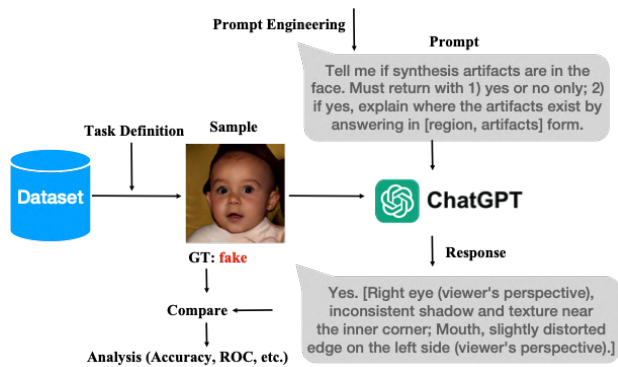 Prompt Engineering
Prompt
Tell me if synthesis artifacts are in the
face. Must return with 1) yes or no only; 2)
if yes, explain where the artifacts exist by
answering in [region, artifacts] form.
Task Definition
Sample
Dataset
ChatGPT
GT: fake
Response
Compare
Yes. [Right eye (viewer's perspective),
inconsistent shadow and texture near
the inner corner; Mouth, slightly distorted
edge on the left side (viewer's perspective).]
Analysis (Accuracy, ROC, etc.)